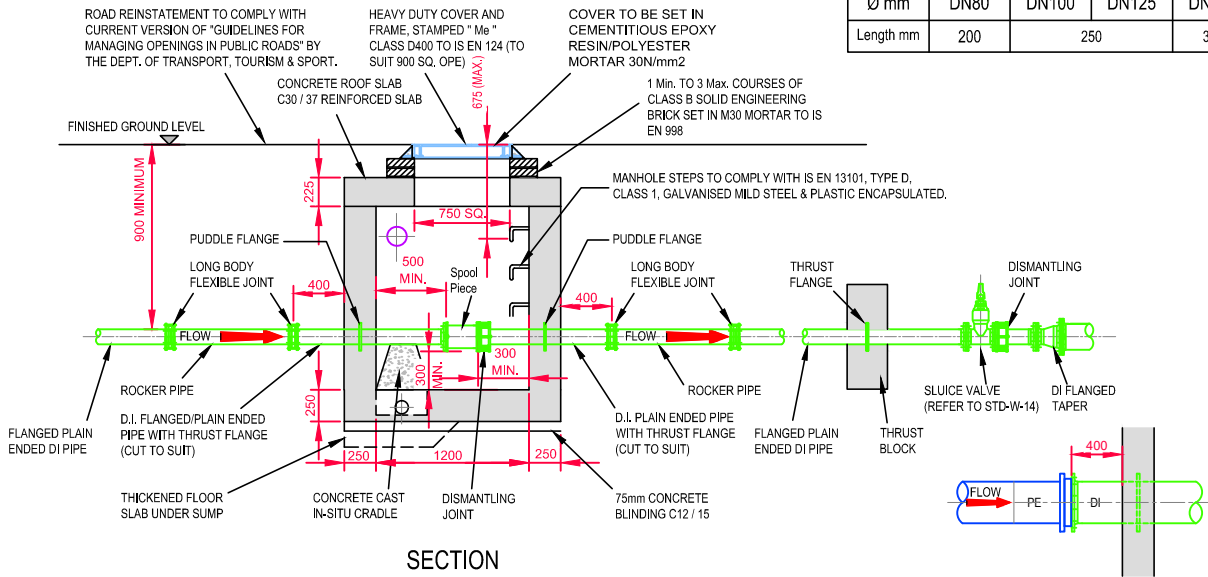 ROAD REINSTATEMENT TO COMPLY WITH
CURRENT VERSION OF "GUIDELINES FOR
MANAGING OPENINGS IN PUBLIC ROADS" BY
THE DEPT. OF TRANSPORT, TOURISM & SPORT.
HEAVY DUTY COVER AND
FRAME, STAMPED " Me "
CLASS D400 TO IS EN 124 (TO
SUIT 900 SQ. OPE)
COVER TO BE SET IN
CEMENTITIOUS EPOXY
RESIN/POLYESTER
MORTAR 30N/mm2
Ø mm DN80 DN100 DN125
Length mm 200 250
CONCRETE ROOF SLAB
C30 / 37 REINFORCED SLAB
675 (MAX.)
1 Min. TO 3 Max. COURSES OF
CLASS B SOLID ENGINEERING
BRICK SET IN M30 MORTAR TO IS
EN 998
FINISHED GROUND LEVEL
MANHOLE STEPS TO COMPLY WITH IS EN 13101, TYPE D,
CLASS 1, GALVANISED MILD STEEL & PLASTIC ENCAPSULATED.
900 MINIMUM
225
750 SQ.
PUDDLE FLANGE
PUDDLE FLANGE
LONG BODY
FLEXIBLE JOINT
500
MIN.
Spool
Piece
LONG BODY
FLEXIBLE JOINT
THRUST
FLANGE
DISMANTLING
JOINT
400
400
FLOW
FLOW
ROCKER PIPE
300
MIN.
300
MIN.
ROCKER PIPE
SLUICE VALVE
(REFER TO STD-W-14)
DI FLANGED
TAPER
250
FLANGED PLAIN
ENDED DI PIPE
D.I. FLANGED/PLAIN ENDED
PIPE WITH THRUST FLANGE
(CUT TO SUIT)
D.I. PLAIN ENDED PIPE
WITH THRUST FLANGE
(CUT TO SUIT)
FLANGED PLAIN
ENDED DI PIPE
THRUST
BLOCK
250
1200
250
400
THICKENED FLOOR
SLAB UNDER SUMP
CONCRETE CAST
IN-SITU CRADLE
DISMANTLING
JOINT
75mm CONCRETE
BLINDING C12 / 15
FLOW
PE
DI
SECTION